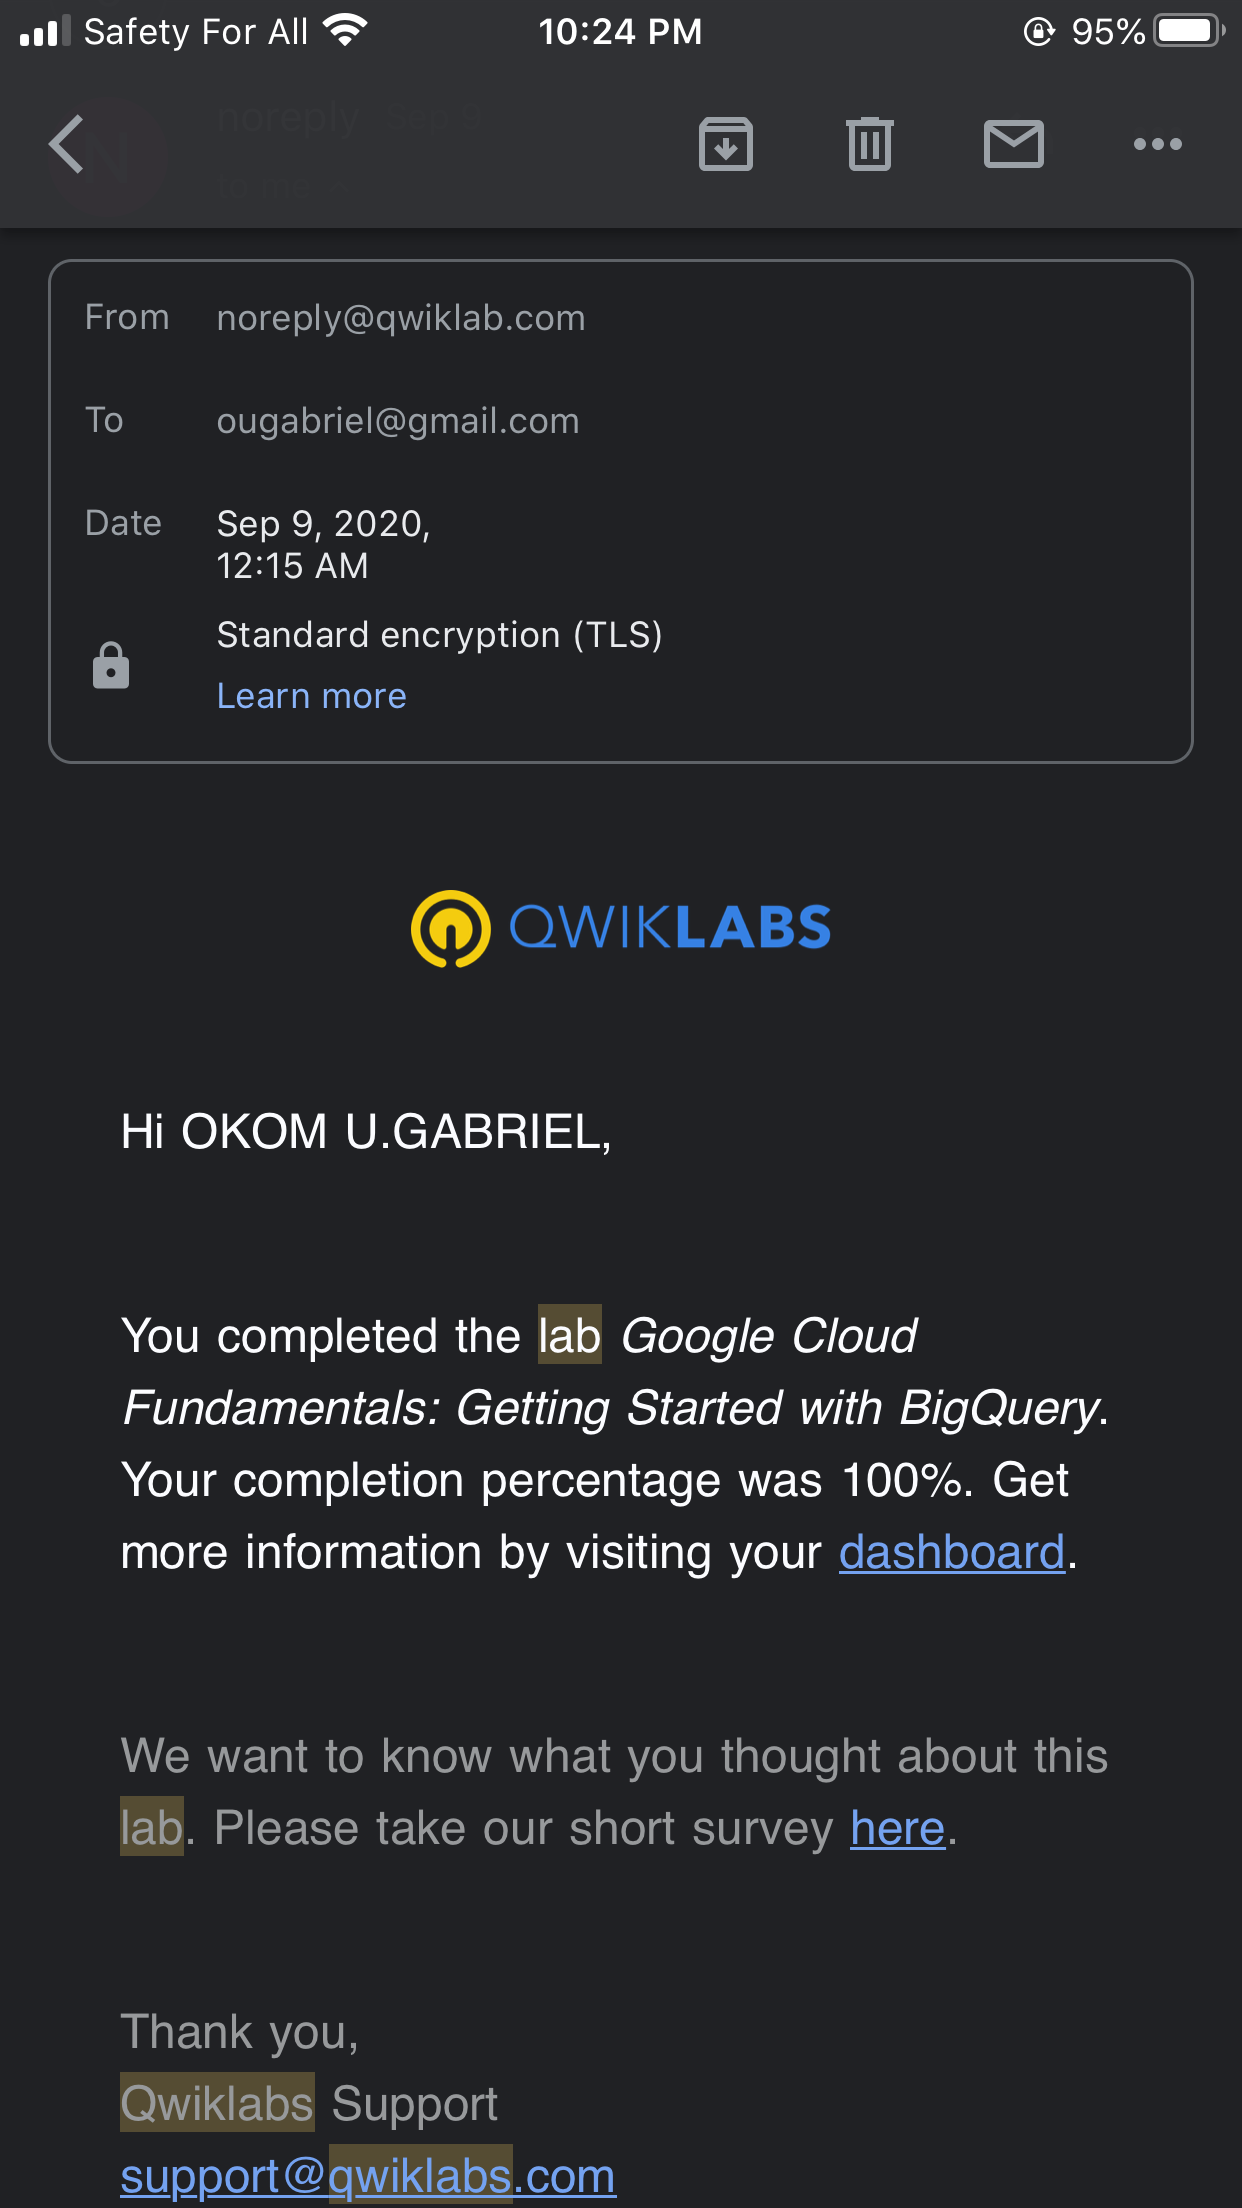 Safety For All 10:24 PM 95%
N noreply Sep 9
to me
From noreply@qwiklab.com
To ougabriel@gmail.com
Date Sep 9, 2020,
12:15 AM
Standard encryption (TLS)
Learn more
QWIKLABS
Hi OKOM U.GABRIEL,
You completed the lab Google Cloud
Fundamentals: Getting Started with BigQuery.
Your completion percentage was 100%. Get
more information by visiting your dashboard.
We want to know what you thought about this
lab. Please take our short survey here.
Thank you,
Qwiklabs Support
support@qwiklabs.com